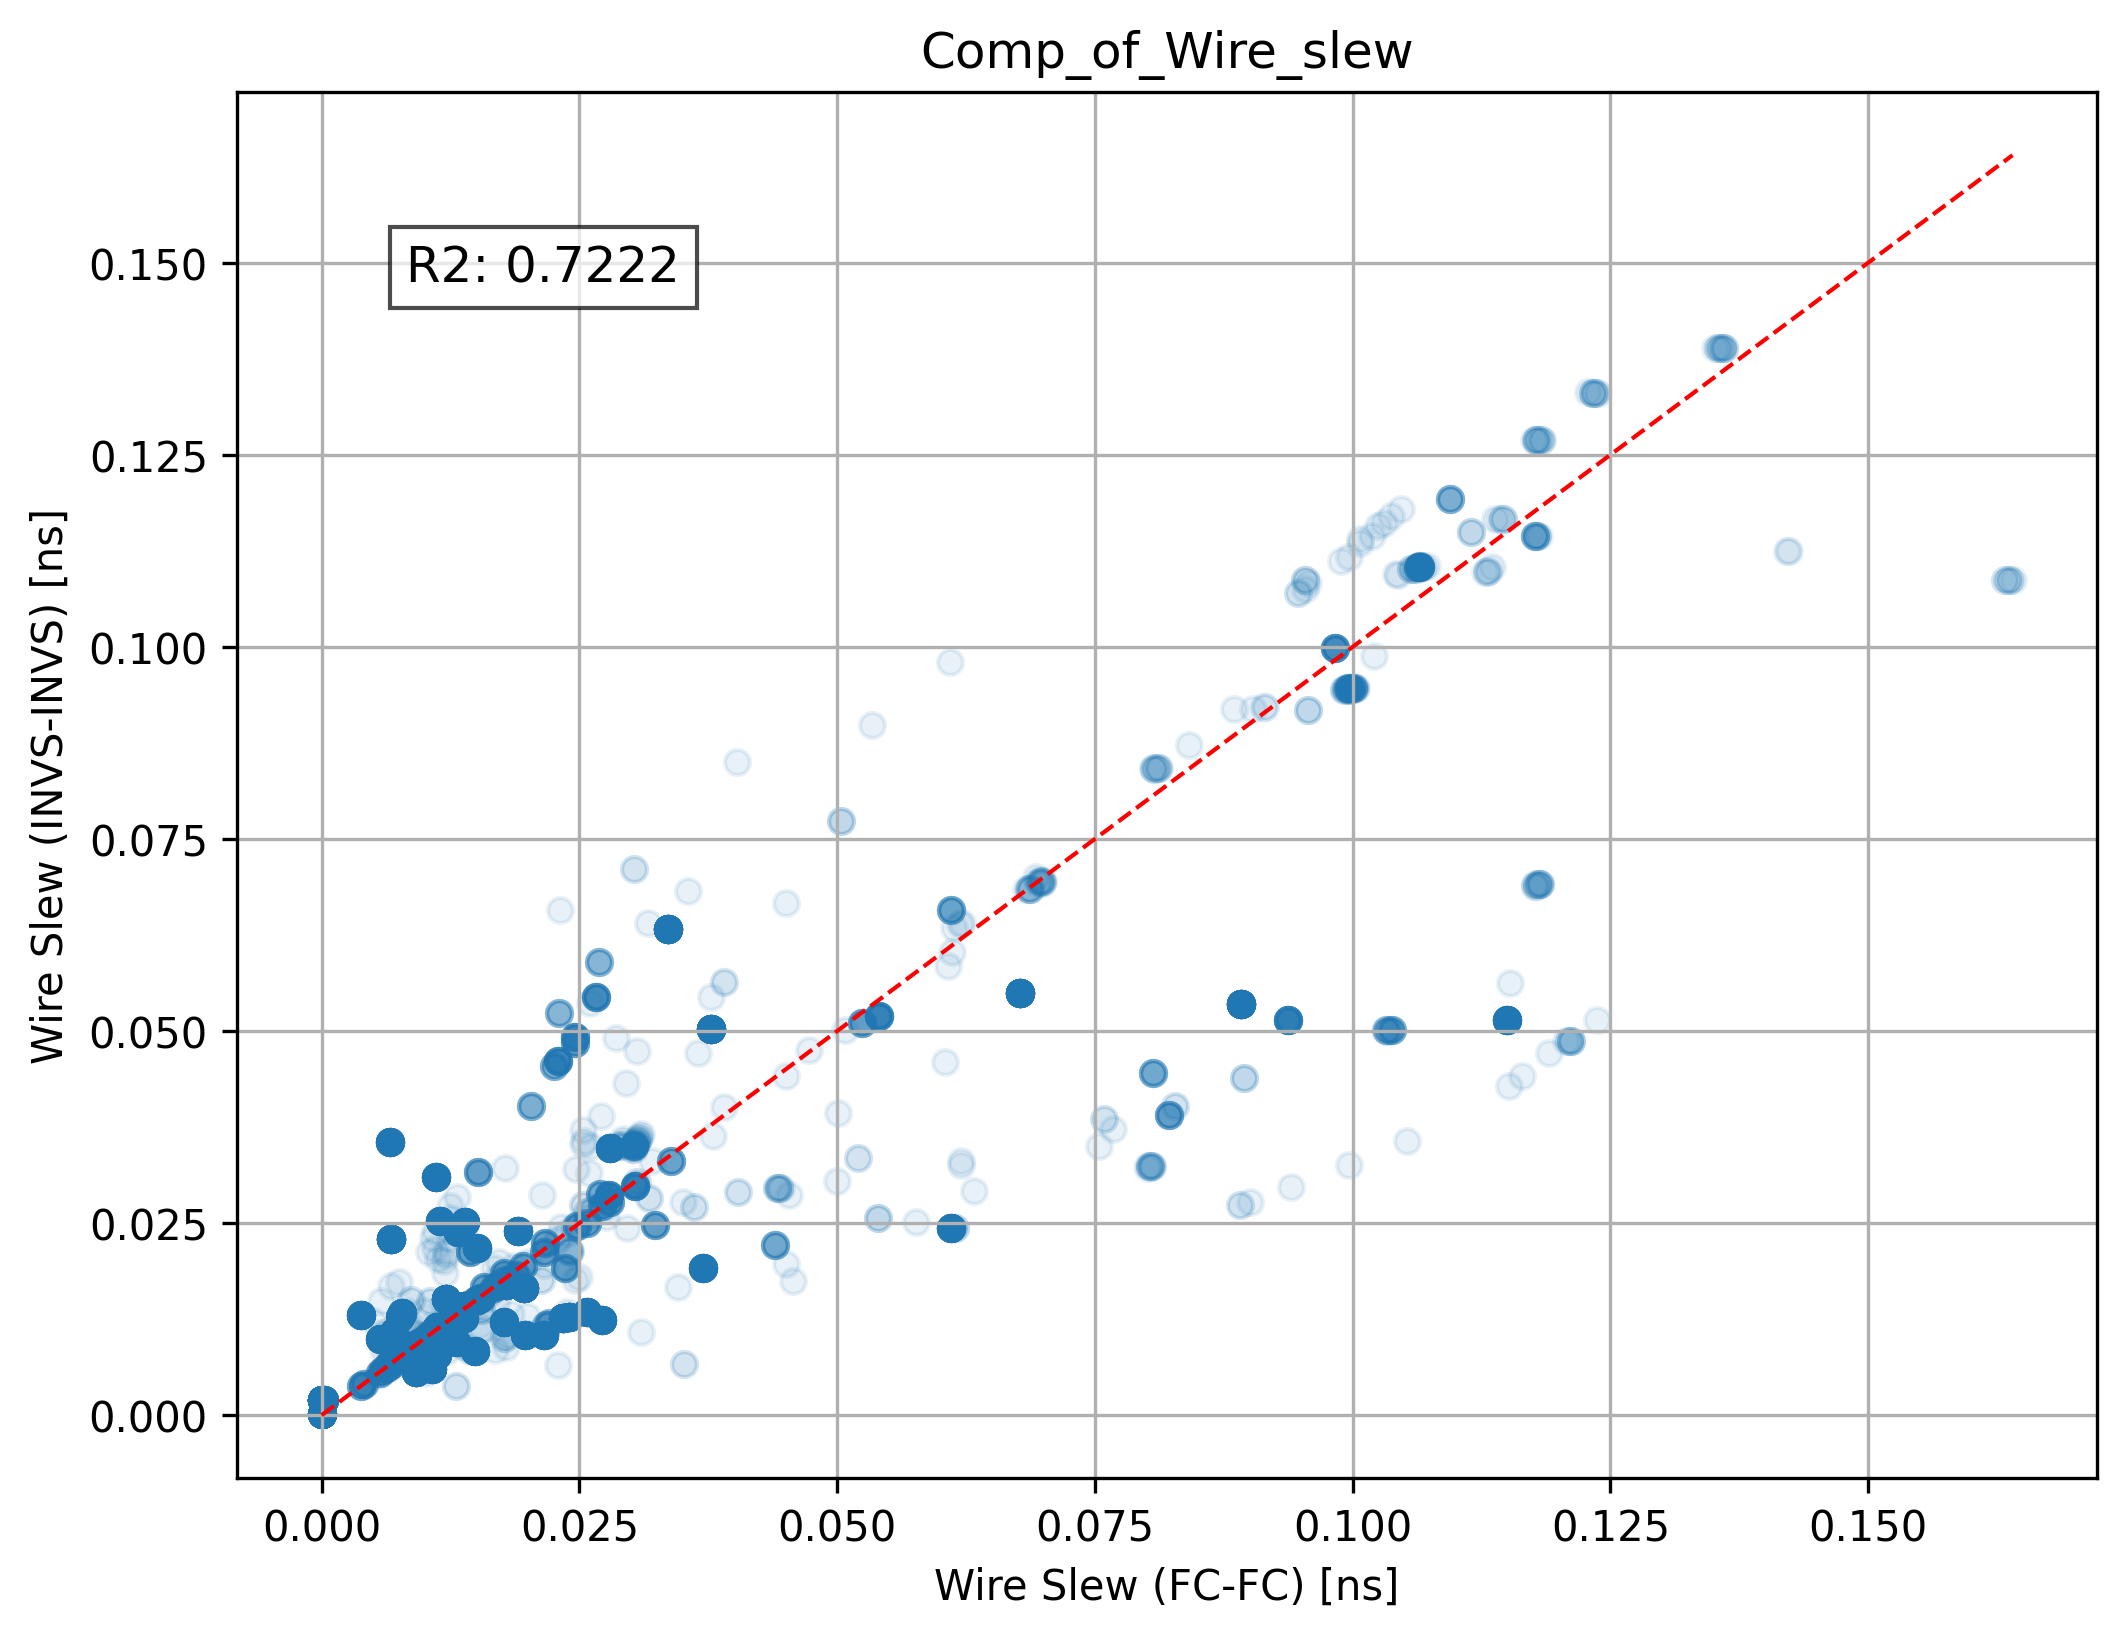 Comp_of_Wire_slew
R2: 0.7222
Wire Slew (INVS-INVS) [ns]
0.150
0.125
0.100
0.075
0.050
0.025
0.000
0.000 0.025 0.050 0.075 0.100 0.125 0.150
Wire Slew (FC-FC) [ns]